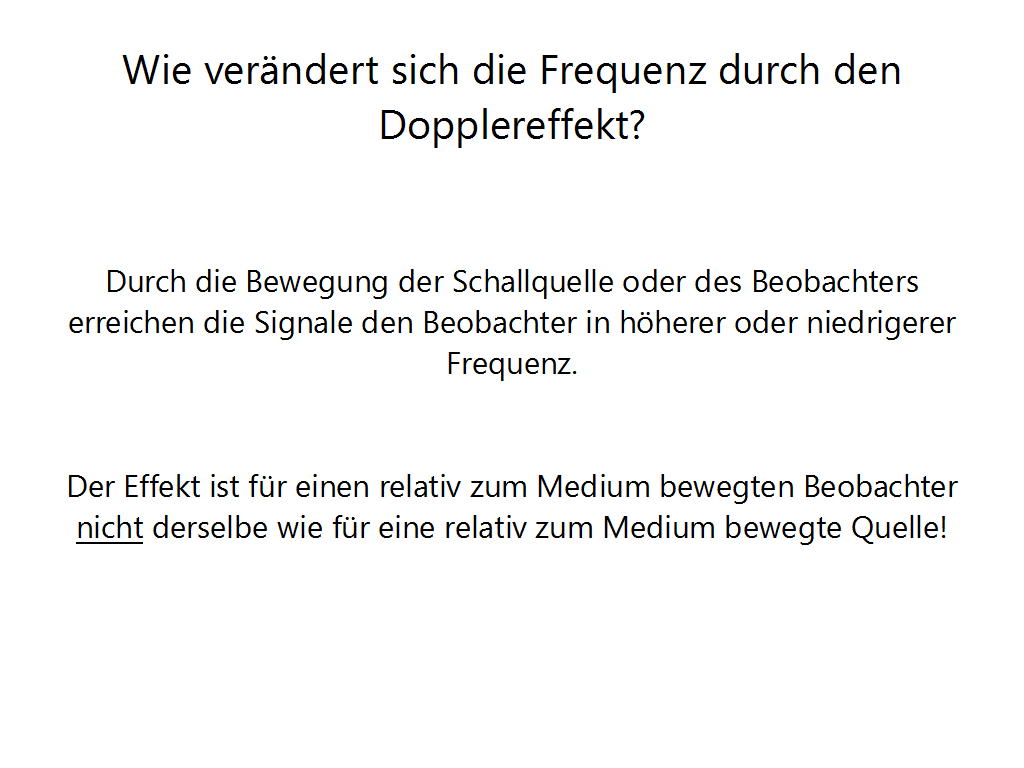 Wie verändert sich die Frequenz durch den
Dopplereffekt?
Durch die Bewegung der Schallquelle oder des Beobachters
erreichen die Signale den Beobachter in höherer oder niedrigerer
Frequenz.
Der Effekt ist für einen relativ zum Medium bewegten Beobachter
nicht derselbe wie für eine relativ zum Medium bewegte Quelle!